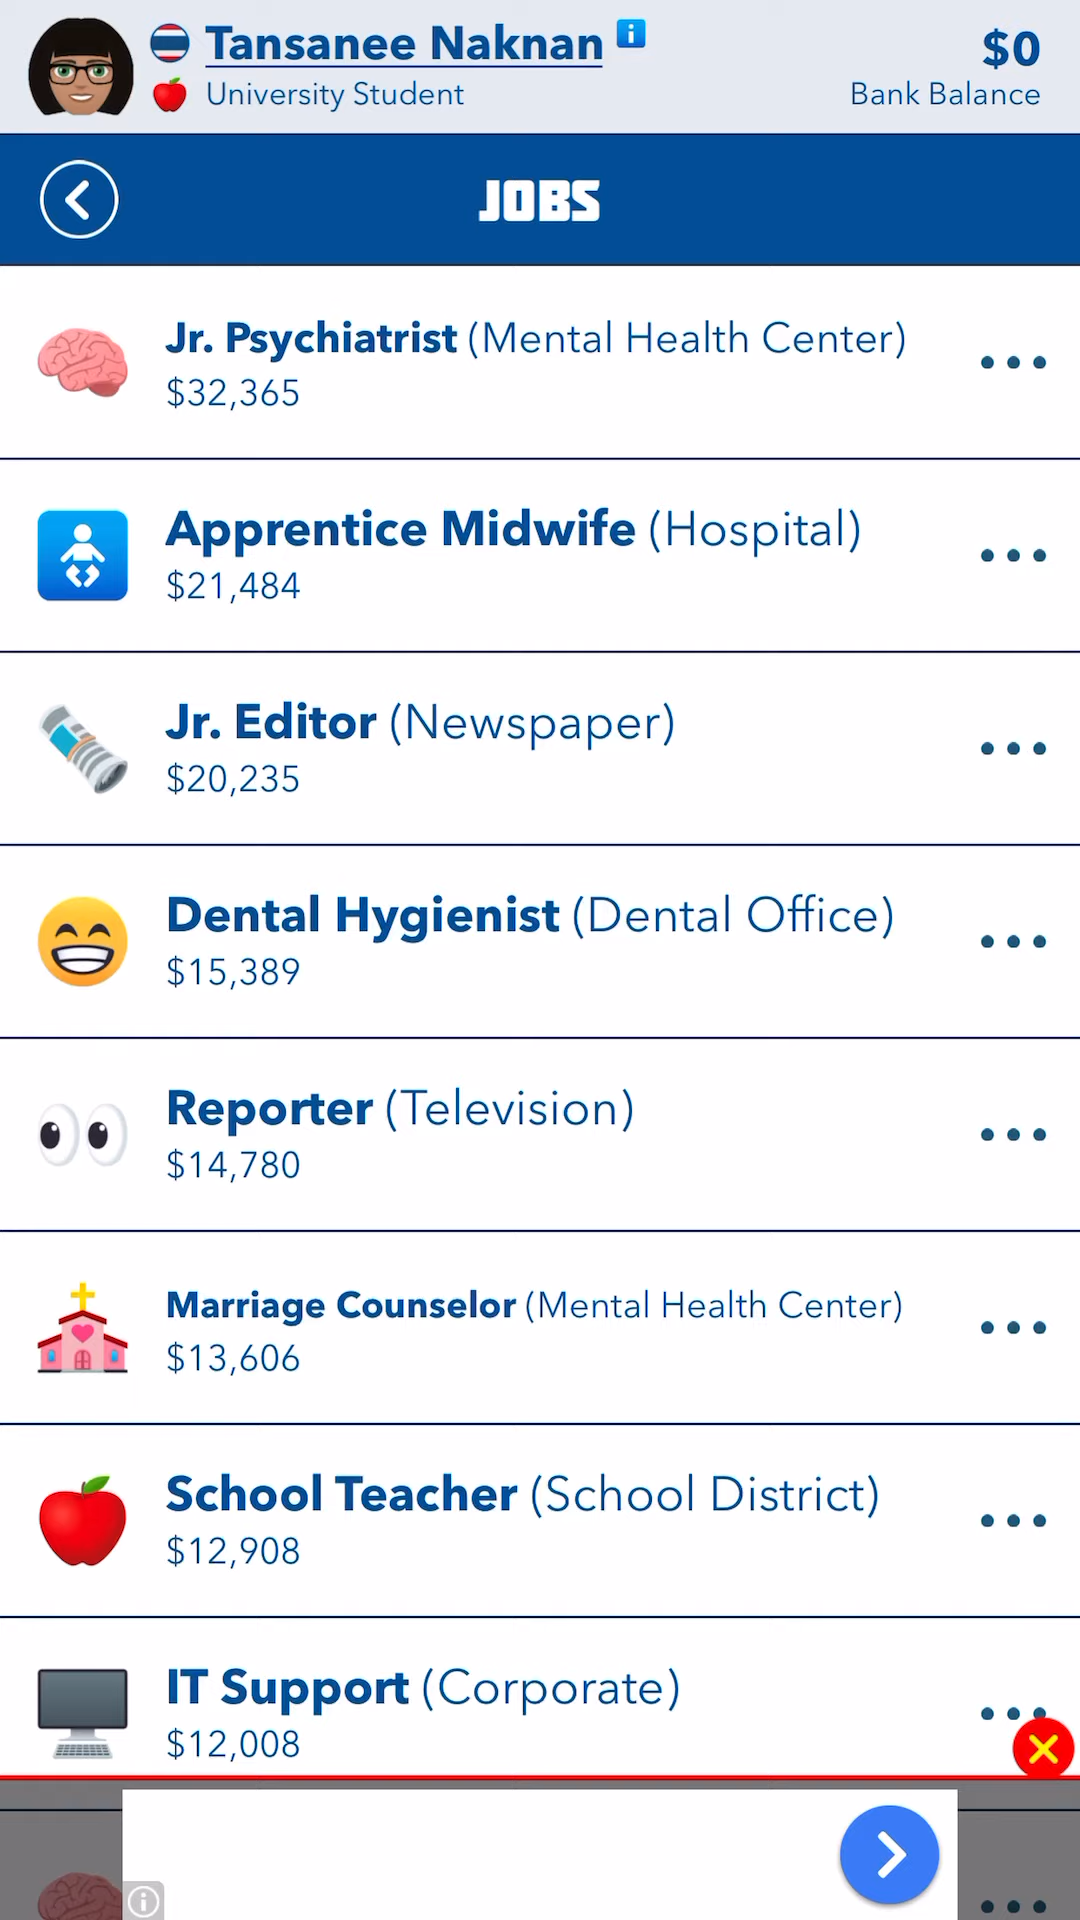 Tansanee Naknan
$0
University Student
Bank Balance
JOBS
Jr. Psychiatrist (Mental Health Center)
$32,365
Apprentice Midwife (Hospital)
$21,484
Jr. Editor (Newspaper)
$20,235
Dental Hygienist (Dental Office)
$15,389
Reporter (Television)
$14,780
Marriage Counselor (Mental Health Center)
$13,606
School Teacher (School District)
$12,908
IT Support (Corporate)
$12,008